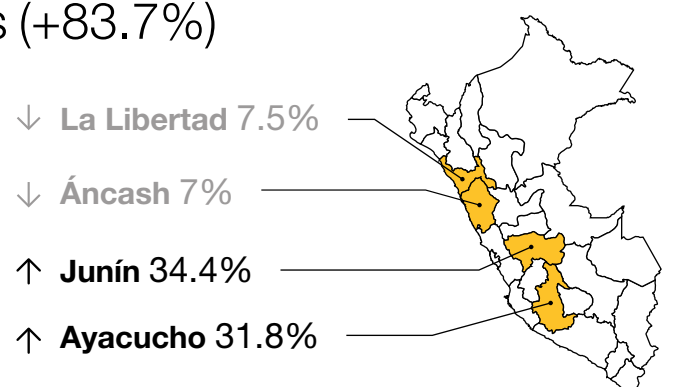 (+83.7%)
↓ La Libertad 7.5%
↓ Áncash 7%
↑ Junín 34.4%
↑ Ayacucho 31.8%